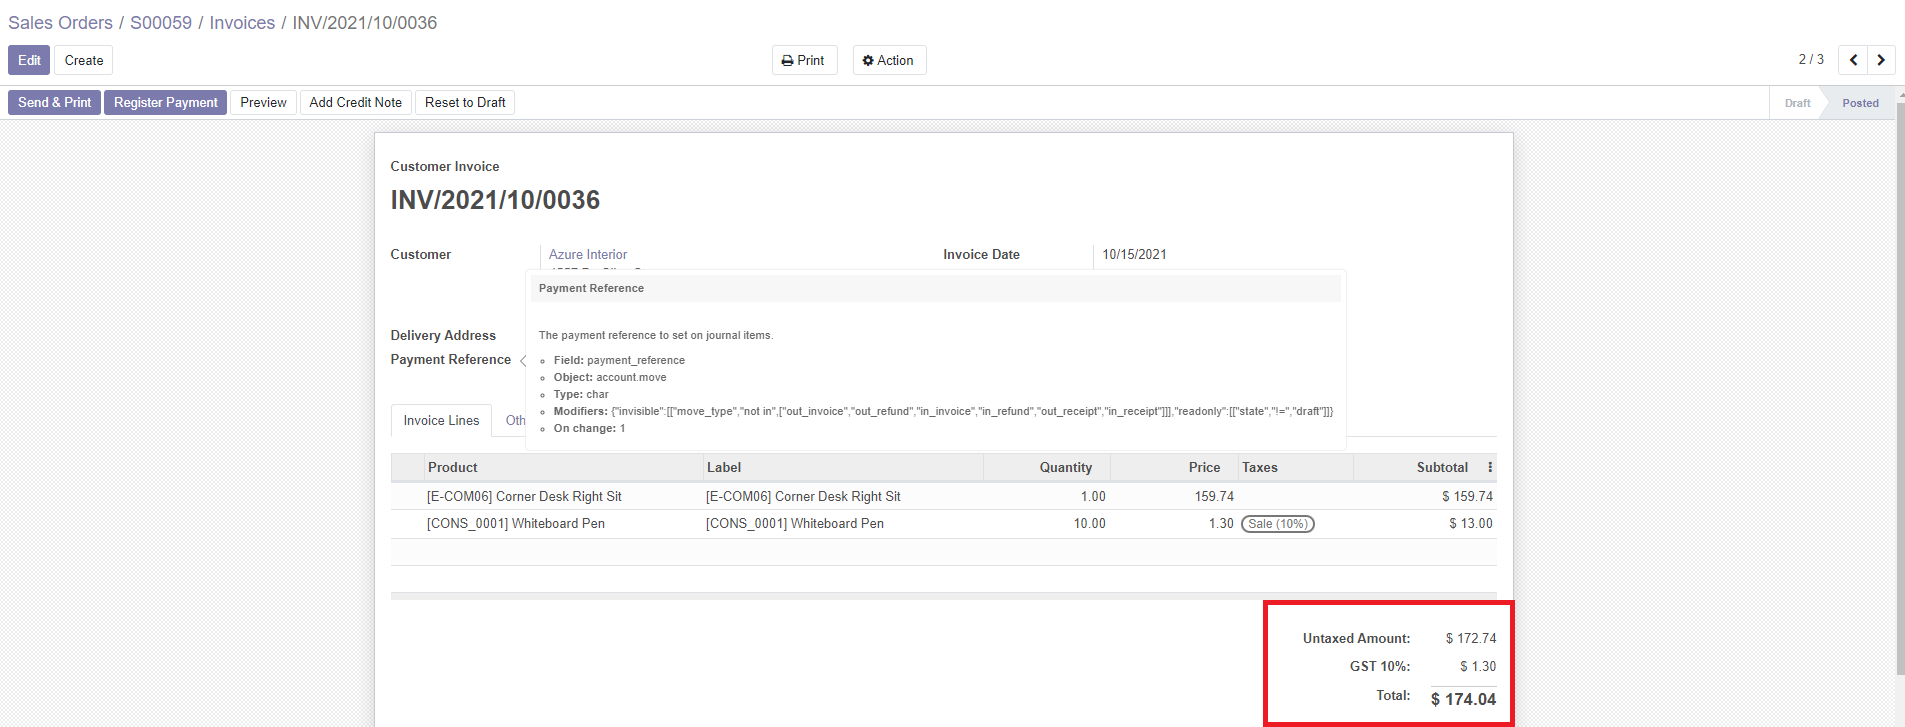 Sales Orders / S00059 / Invoices / INV/2021/10/0036
Edit Create Print Action 2 / 3
Send & Print Register Payment Preview Add Credit Note Reset to Draft Draft Posted
Customer Invoice
INV/2021/10/0036
Customer Azure Interior Invoice Date 10/15/2021
Payment Reference
The payment reference to set on journal items.
Delivery Address
Payment Reference
Field: payment_reference
Object: account.move
Type: char
Modifiers: {"invisible":[["move_type","not in",["out_invoice","out_refund","in_invoice","in_refund","out_receipt","in_receipt"]]],"readonly":[["state","!=","draft"]]}
On change: 1
Invoice Lines Oth
Product Label Quantity Price Taxes Subtotal
[E-COM06] Corner Desk Right Sit [E-COM06] Corner Desk Right Sit 1.00 159.74 $ 159.74
[CONS_0001] Whiteboard Pen [CONS_0001] Whiteboard Pen 10.00 1.30 Sale (10%) $ 13.00
Untaxed Amount: $ 172.74
GST 10%: $ 1.30
Total: $ 174.04